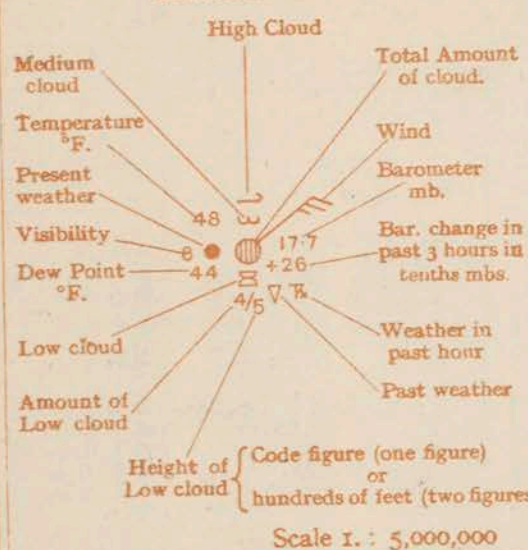 High Cloud
Medium cloud
Total Amount of cloud.
Temperature °F.
Wind
Present weather
Barometer mb.
48
Visibility
8
17.7
Bar. change in past 3 hours in tenths mbs.
Dew Point °F.
44
+26
4/5
Low cloud
Weather in past hour
Amount of Low cloud
Past weather
Height of Low cloud
Code figure (one figure)
or
hundreds of feet (two figures
Scale 1. : 5,000,000